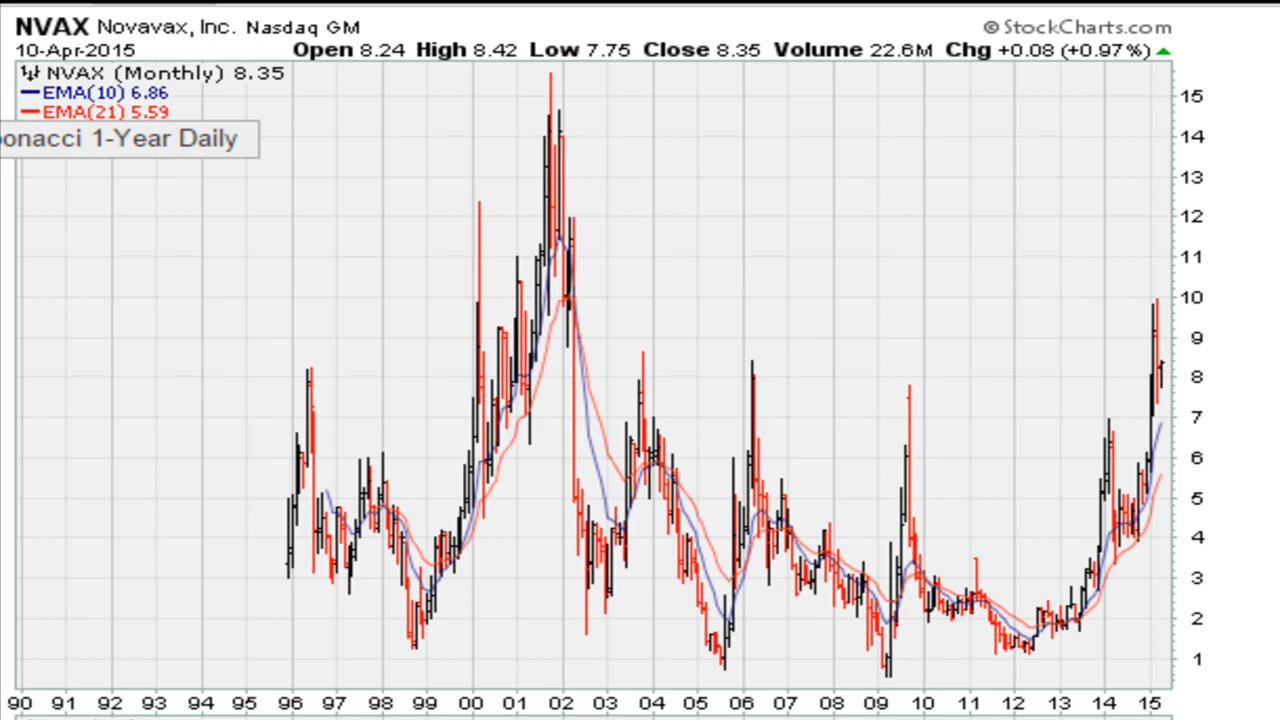 NVAX Novavax, Inc. Nasdaq GM © StockCharts.com
10-Apr-2015 Open 8.24 High 8.42 Low 7.75 Close 8.35 Volume 22.6M Chg +0.08 (+0.97%)
NVAX (Monthly) 8.35
EMA(10) 6.86
EMA(21) 5.59
onacci 1-Year Daily
15
14
13
12
11
10
9
8
7
6
5
4
3
2
1
90 91 92 93 94 95 96 97 98 99 00 01 02 03 04 05 06 07 08 09 10 11 12 13 14 15